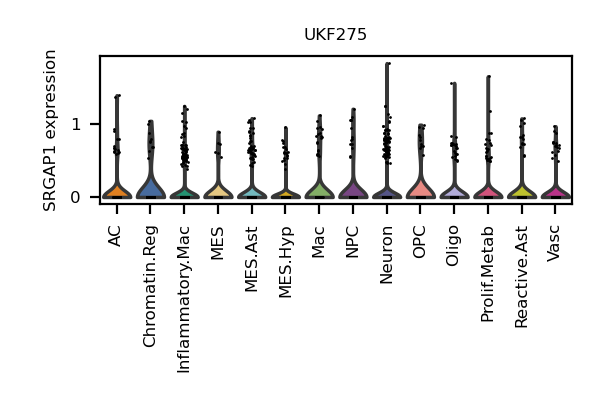 UKF275
SRGAP1 expression
1
0
AC
Chromatin.Reg
Inflammatory.Mac
MES
MES.Ast
MES.Hyp
Mac
NPC
Neuron
OPC
Oligo
Prolif.Metab
Reactive.Ast
Vasc